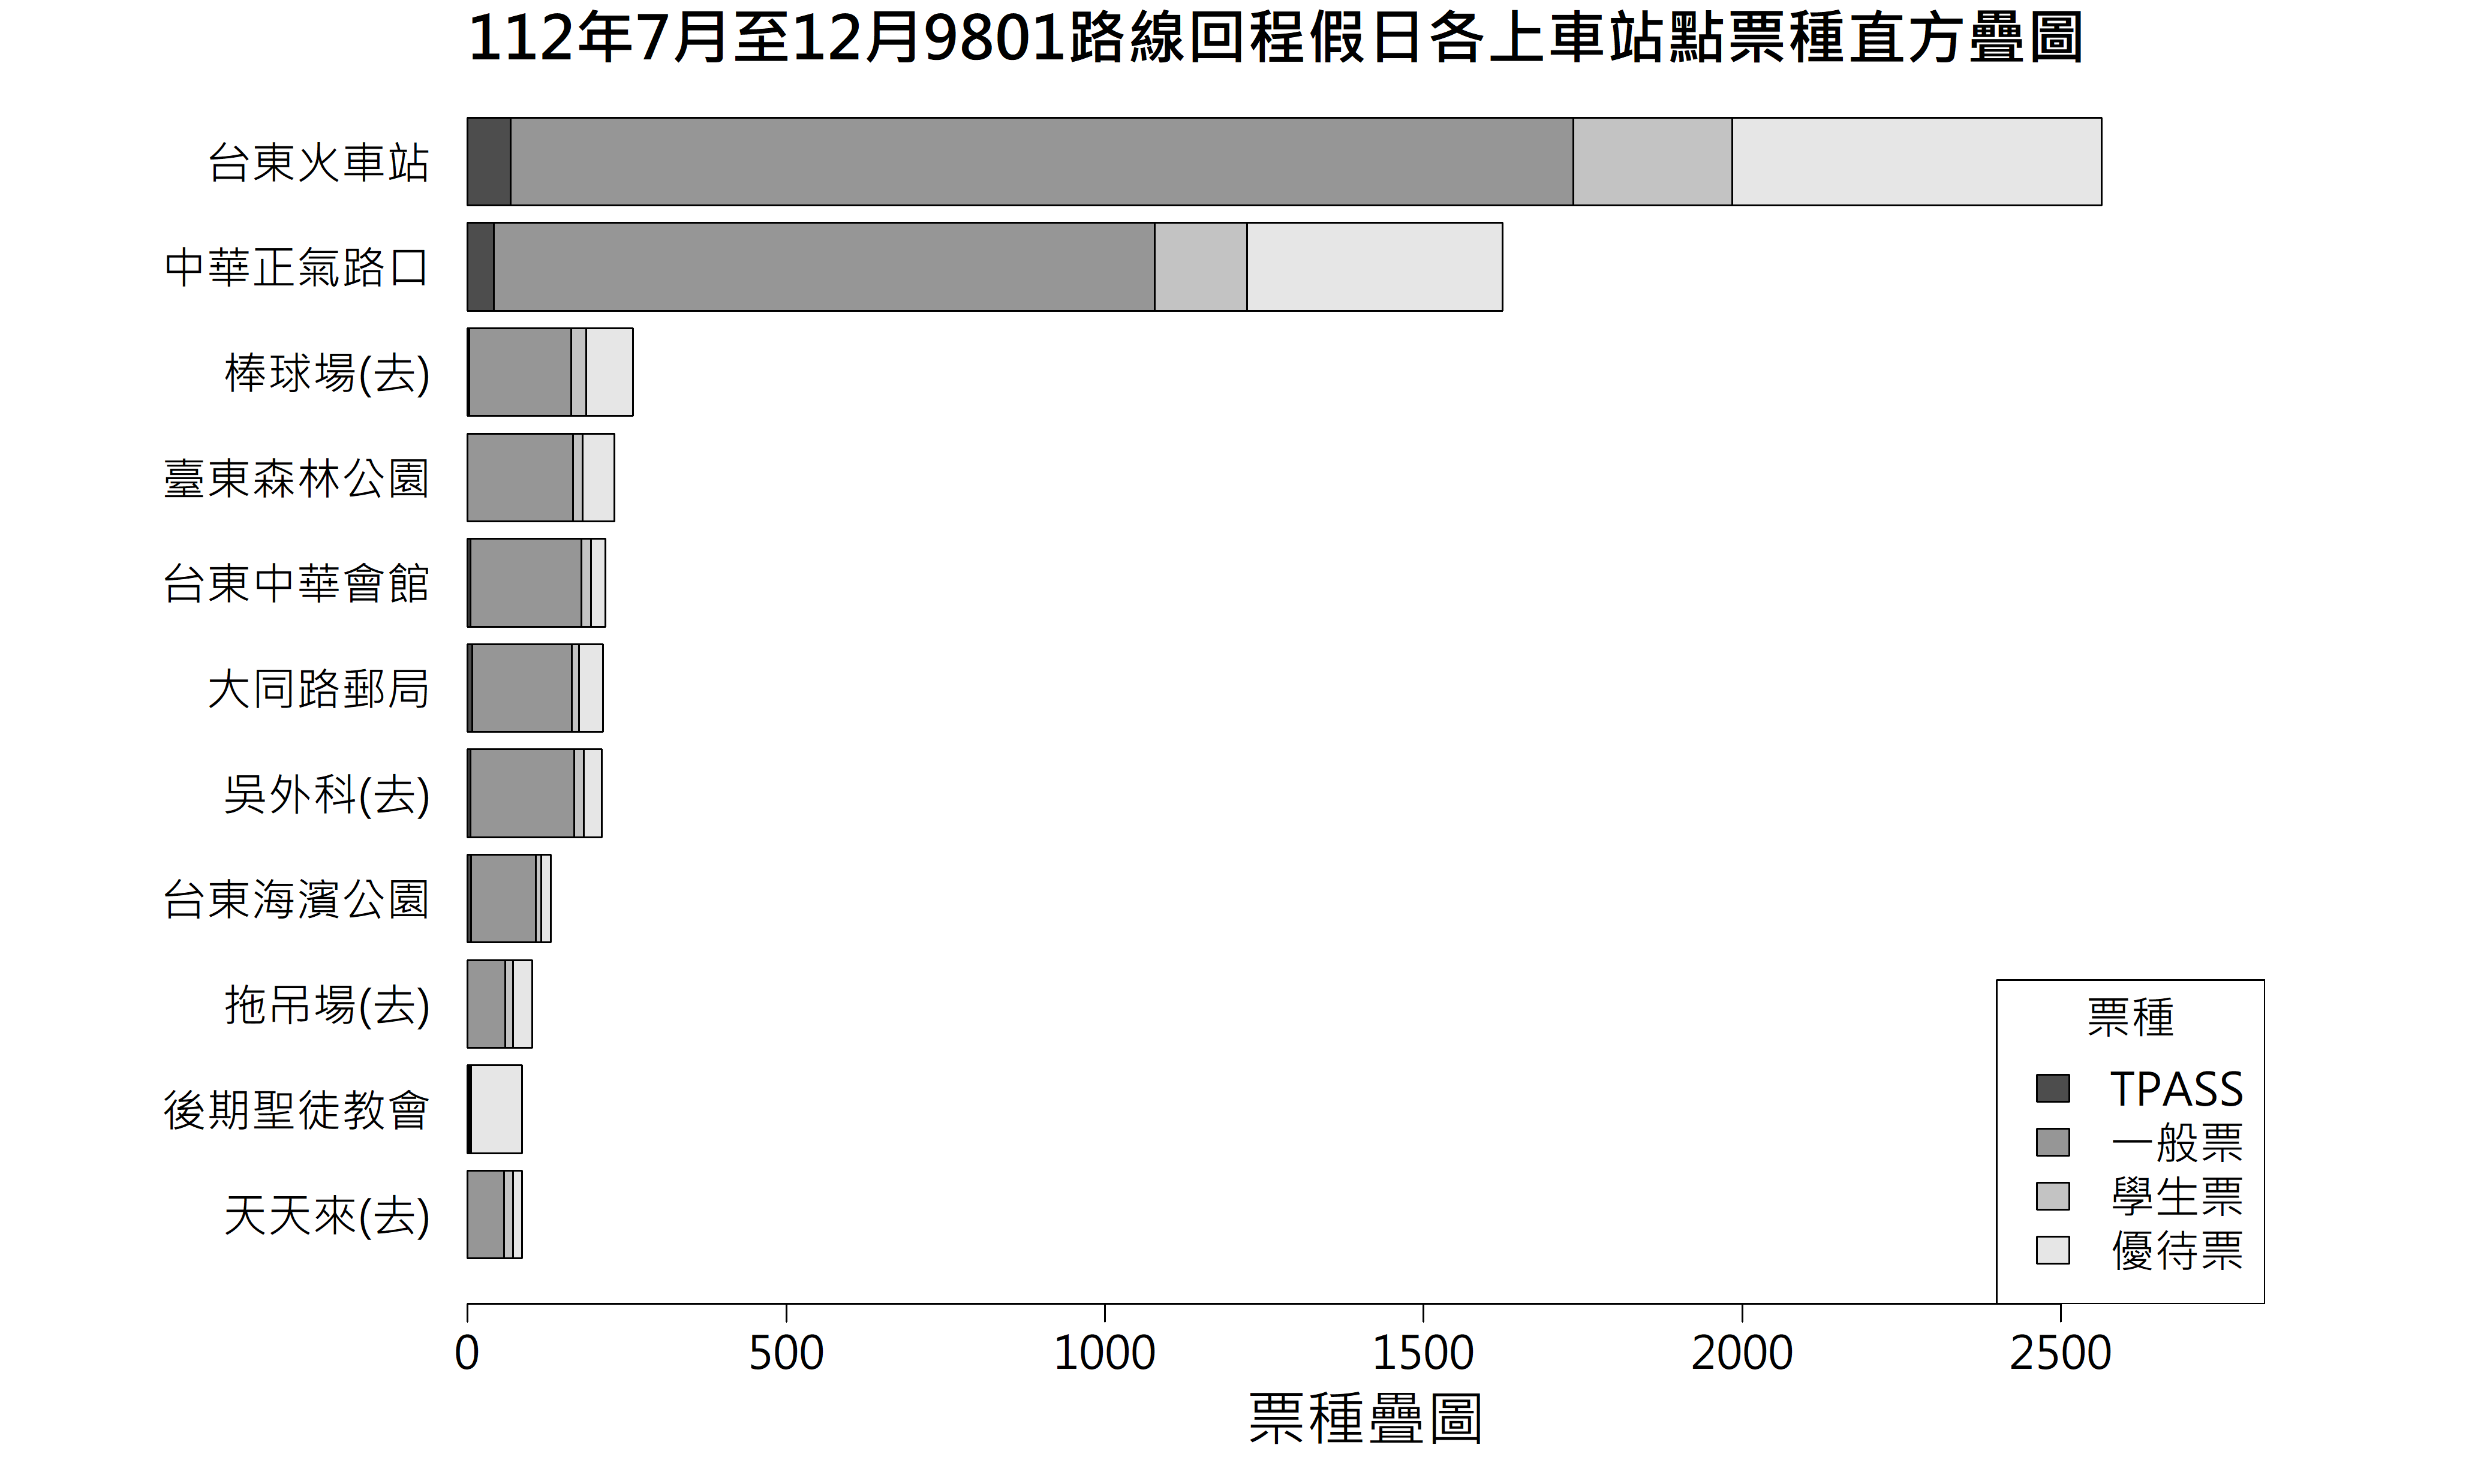 112年7月至12月9801路線回程假日各上車站點票種直方疊圖
台東火車站
中華正氣路口
棒球場(去)
臺東森林公園
台東中華會館
大同路郵局
吳外科(去)
台東海濱公園
拖吊場(去)
後期聖徒教會
天天來(去)
票種
TPASS
一般票
學生票
優待票
0 500 1000 1500 2000 2500
票種疊圖